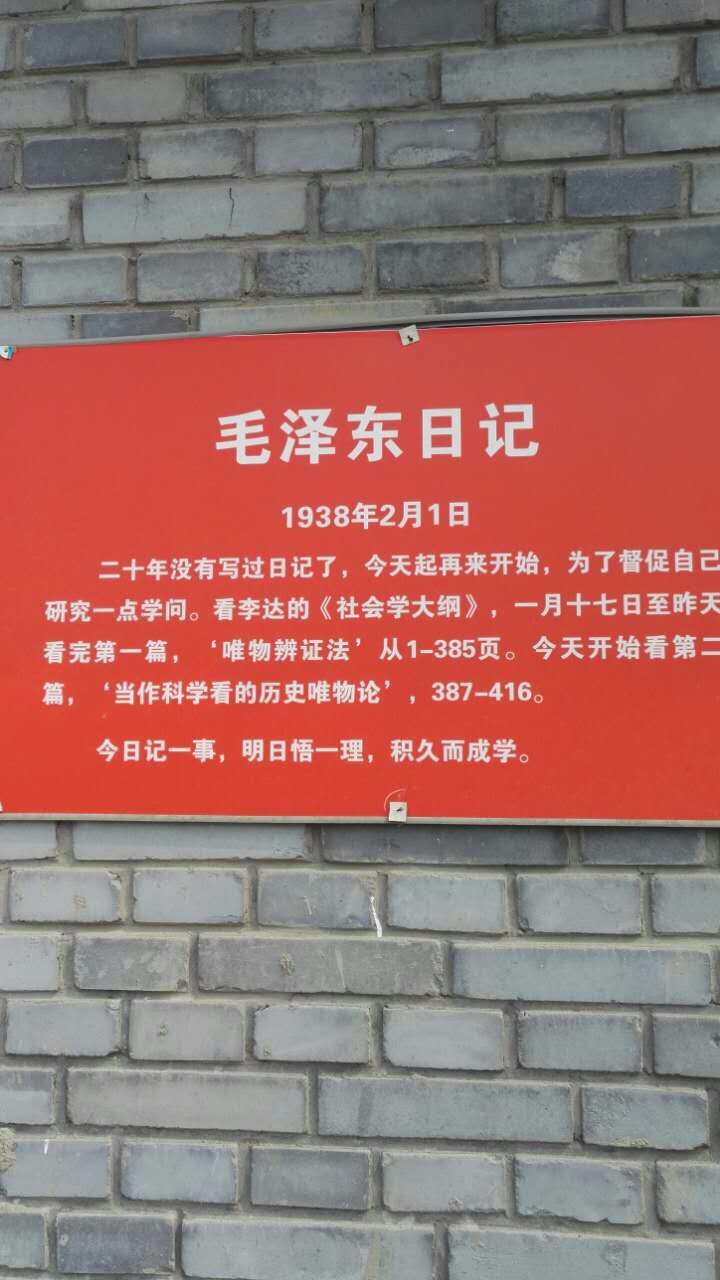 毛泽东日记
1938年2月1日
二十年没有写过日记了，今天起再来开始，为了督促自己
研究一点学问。看李达的《社会学大纲》，一月十七日至昨天
看完第一篇，‘唯物辨证法’从1-385页。今天开始看第二
篇，‘当作科学看的历史唯物论’，387-416。
今日记一事，明日悟一理，积久而成学。